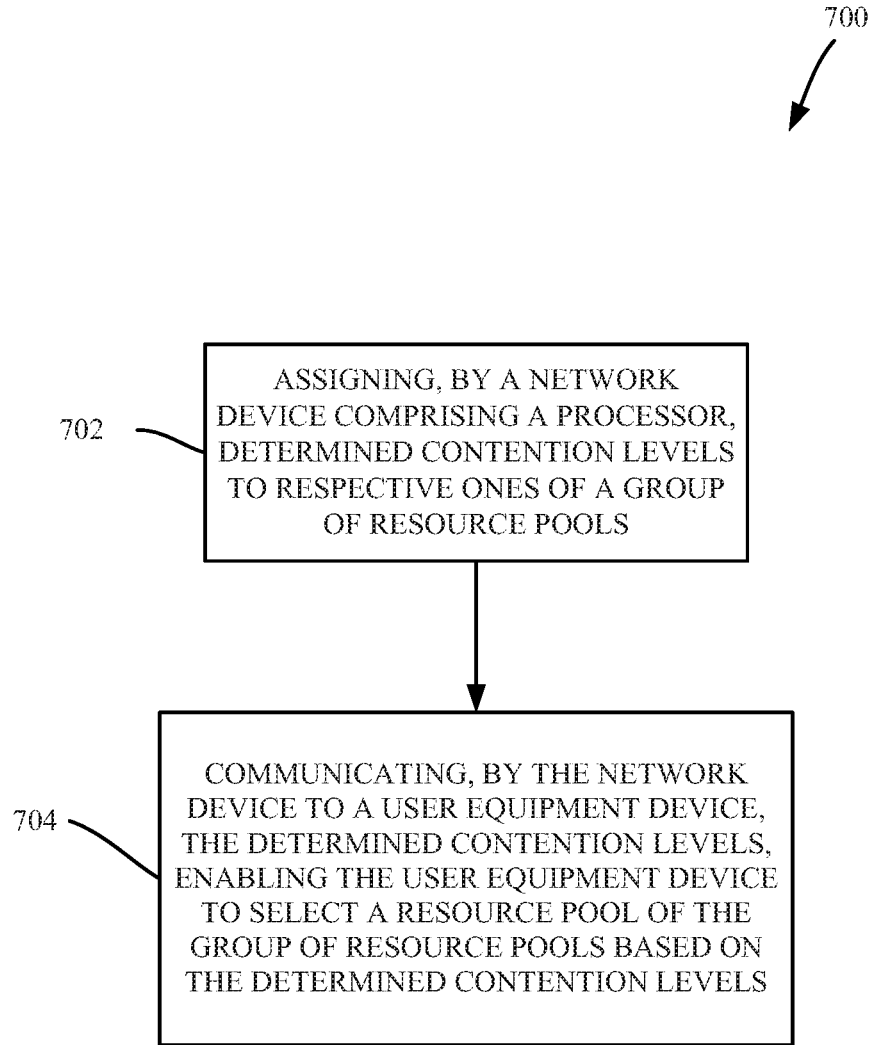 700
702
ASSIGNING, BY A NETWORK
DEVICE COMPRISING A PROCESSOR,
DETERMINED CONTENTION LEVELS
TO RESPECTIVE ONES OF A GROUP
OF RESOURCE POOLS
704
COMMUNICATING, BY THE NETWORK
DEVICE TO A USER EQUIPMENT DEVICE,
THE DETERMINED CONTENTION LEVELS,
ENABLING THE USER EQUIPMENT DEVICE
TO SELECT A RESOURCE POOL OF THE
GROUP OF RESOURCE POOLS BASED ON
THE DETERMINED CONTENTION LEVELS